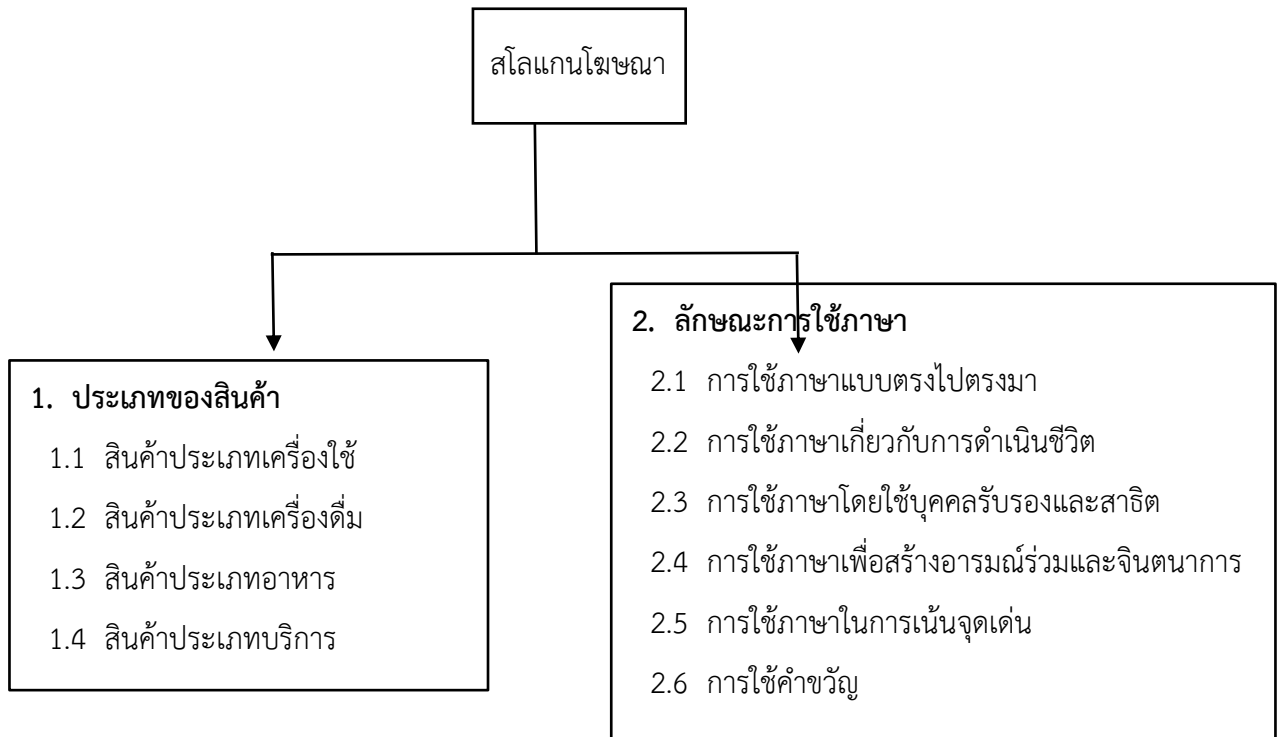 สโลแกนโฆษณา
1. ประเภทของสินค้า
1.1 สินค้าประเภทเครื่องใช้
1.2 สินค้าประเภทเครื่องดื่ม
1.3 สินค้าประเภทอาหาร
1.4 สินค้าประเภทบริการ
2. ลักษณะการใช้ภาษา
2.1 การใช้ภาษาแบบตรงไปตรงมา
2.2 การใช้ภาษาเกี่ยวกับการดำเนินชีวิต
2.3 การใช้ภาษาโดยใช้บุคคลรับรองและสาธิต
2.4 การใช้ภาษาเพื่อสร้างอารมณ์ร่วมและจินตนาการ
2.5 การใช้ภาษาในการเน้นจุดเด่น
2.6 การใช้คำขวัญ